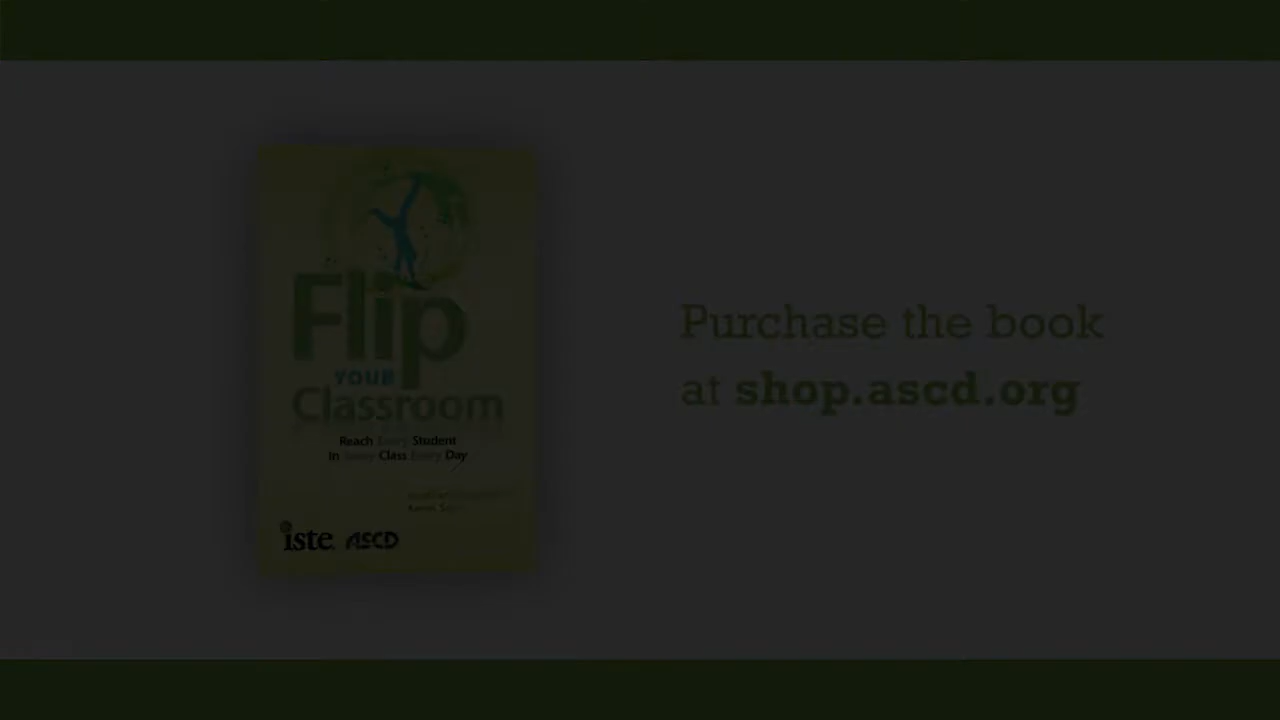 Flip
YOUR
Classroom
Reach Every Student
In Every Class Every Day
iste ASCD
Purchase the book
at shop.ascd.org